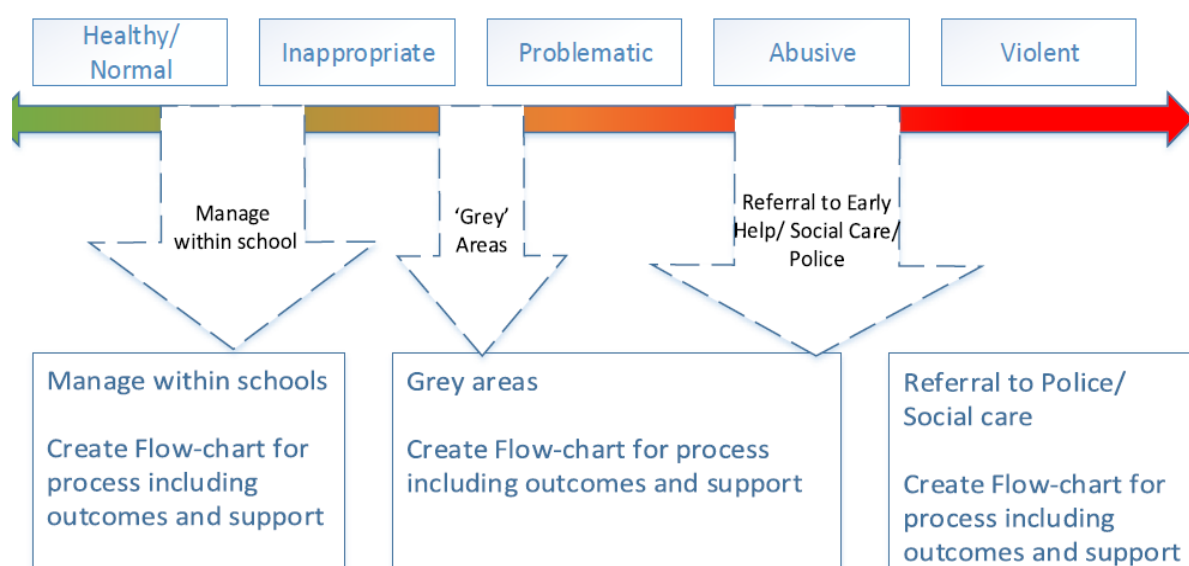 Healthy/
Normal
Inappropriate
Problematic
Abusive
Violent
Manage
within school
‘Grey’
Areas
Referral to Early
Help/ Social Care/
Police
Manage within schools
Create Flow-chart for
process including
outcomes and support
Grey areas
Create Flow-chart for process
including outcomes and support
Referral to Police/
Social care
Create Flow-chart for
process including
outcomes and support